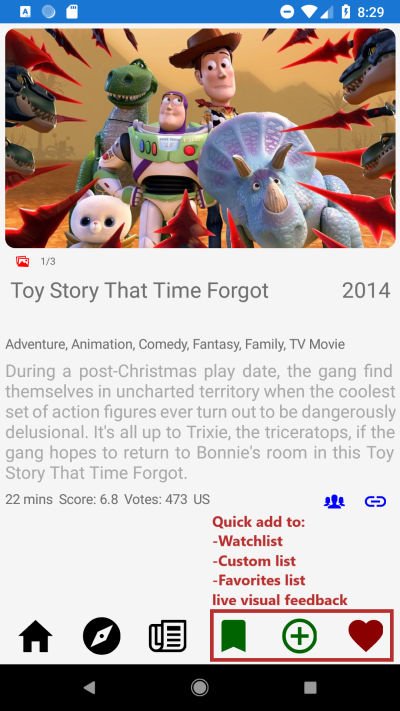 8:29
1/3
Toy Story That Time Forgot 2014
Adventure, Animation, Comedy, Fantasy, Family, TV Movie
During a post-Christmas play date, the gang find
themselves in uncharted territory when the coolest
set of action figures ever turn out to be dangerously
delusional. It's all up to Trixie, the triceratops, if the
gang hopes to return to Bonnie's room in this Toy
Story That Time Forgot.
22 mins Score: 6.8 Votes: 473 US
Quick add to:
-Watchlist
-Custom list
-Favorites list
live visual feedback